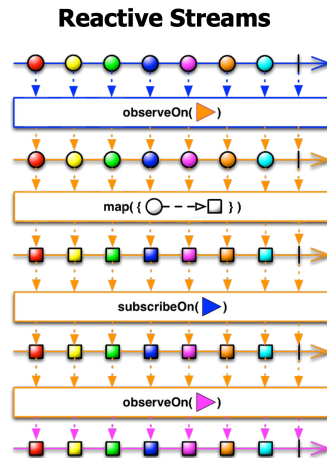 Reactive Streams
observeOn( )
map( { } )
subscribeOn( )
observeOn( )